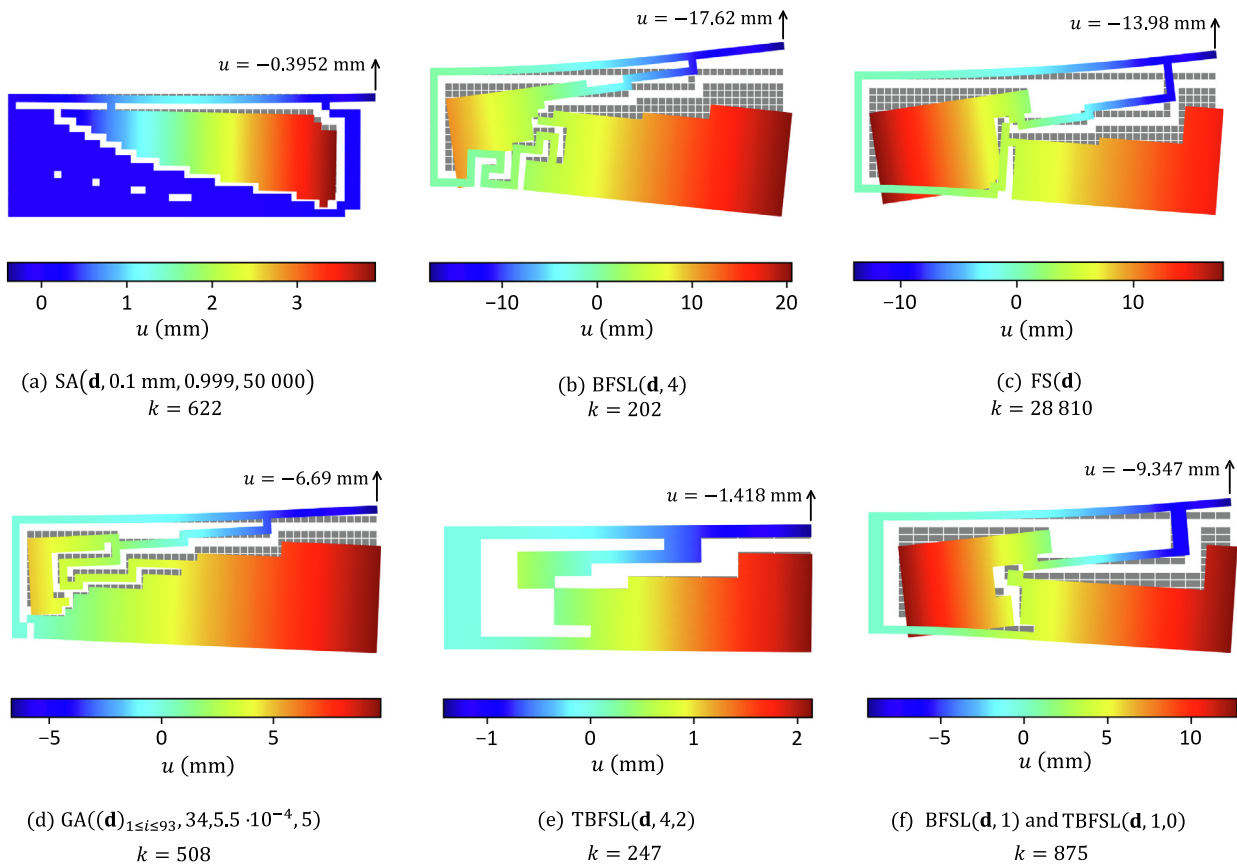 u = −0.3952 mm
u = −17.62 mm
u = −13.98 mm
0 1 2 3
u (mm)
−10 0 10 20
u (mm)
−10 0 10
u (mm)
(a) SA(d, 0.1 mm, 0.999, 50 000)
k = 622
(b) BFSL(d, 4)
k = 202
(c) FS(d)
k = 28 810
u = −6.69 mm
u = −1.418 mm
u = −9.347 mm
−5 0 5
u (mm)
−1 0 1 2
u (mm)
−5 0 5 10
u (mm)
(d) GA((d)1≤i≤93, 34,5.5 ·10⁻⁴, 5)
k = 508
(e) TBFSL(d, 4,2)
k = 247
(f) BFSL(d, 1) and TBFSL(d, 1,0)
k = 875